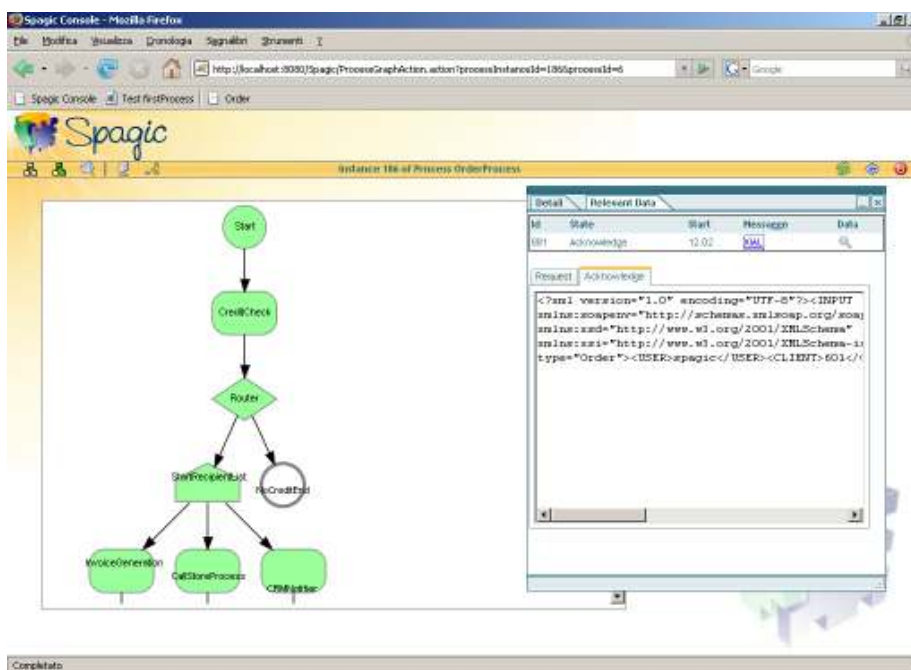 Spagic Console - Mozilla Firefox
File Modifica Visualizza Cronologia Segnalibri Strumenti ?
http://localhost:8080/Spagic/ProcessGraphAction.action?processInstanceId=186&processId=6
Google
Spagic Console Test firstProcess Order
Spagic
Instance 186 of Process OrderProcess
Detail Relevant Data
Id State Start Messaggo Data
Acknowledge 12.02 XML
Request Acknowledge
<?xml version="1.0" encoding="UTF-8"?><INPUT
xmlns:soapenv="http://schemas.xmlsoap.org/soap
xmlns:xsd="http://www.w3.org/2001/XMLSchema"
xmlns:xsi="http://www.w3.org/2001/XMLSchema-i
type="Order"><USER>spagic</USER><CLIENT>601</
Start
CreditCheck
Router
StartRecipientList
NoCreditEnd
InvoiceGeneration
CallStoreProcess
Completato